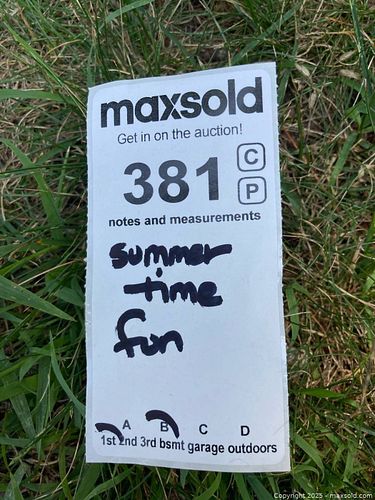 maxsold
Get in on the auction!
381
C
P
notes and measurements
summer
time
fun
A B C D
1st 2nd 3rd bsmt garage outdoors
Copyright 2025 - maxsold.com